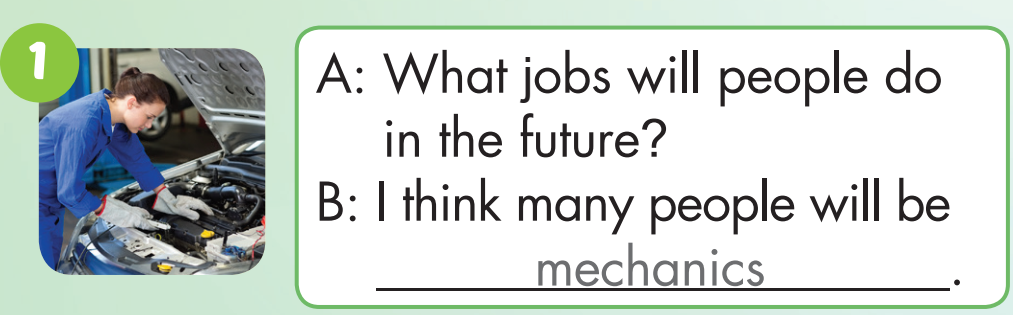 1
A: What jobs will people do
in the future?
B: I think many people will be
mechanics.